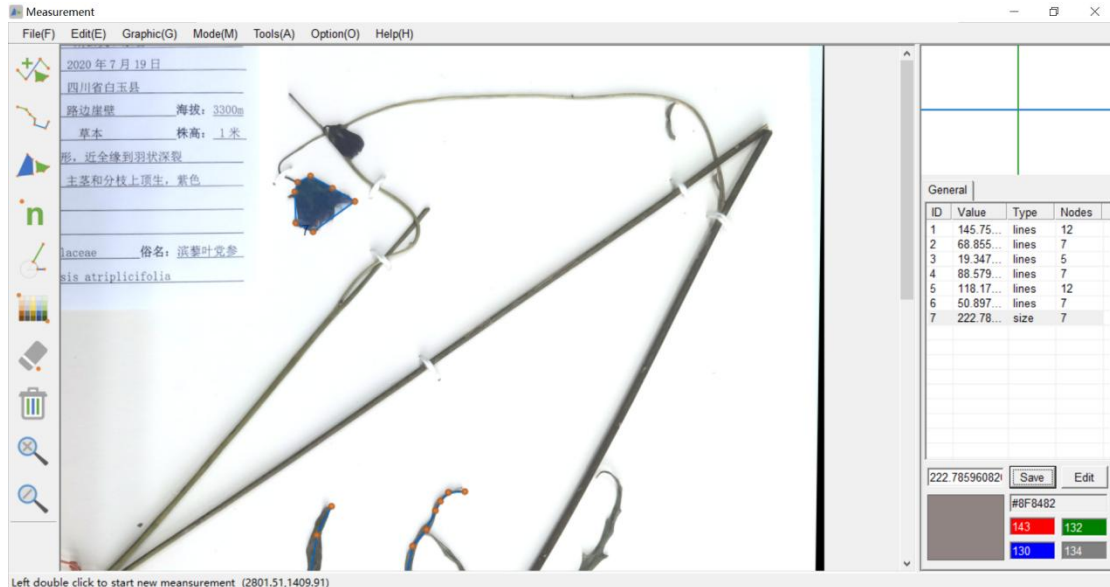 Measurement
File(F) Edit(E) Graphic(G) Mode(M) Tools(A) Option(O) Help(H)
2020 年 7 月 19 日
四川省白玉县
路边崖壁 海拔： 3300m
草本 株高： 1 米
形，近全缘到羽状深裂
主茎和分枝上顶生，紫色
laceae 俗名： 滨藜叶党参
sis atriplicifolia
n
General
ID Value Type Nodes
1 145.75... lines 12
2 68.855... lines 7
3 19.347... lines 5
4 88.579... lines 7
5 118.17... lines 12
6 50.897... lines 7
7 222.78... size 7
222.7859608 Save Edit
#8F8482
143 132
130 134
Left double click to start new meansurement (2801.51,1409.91)